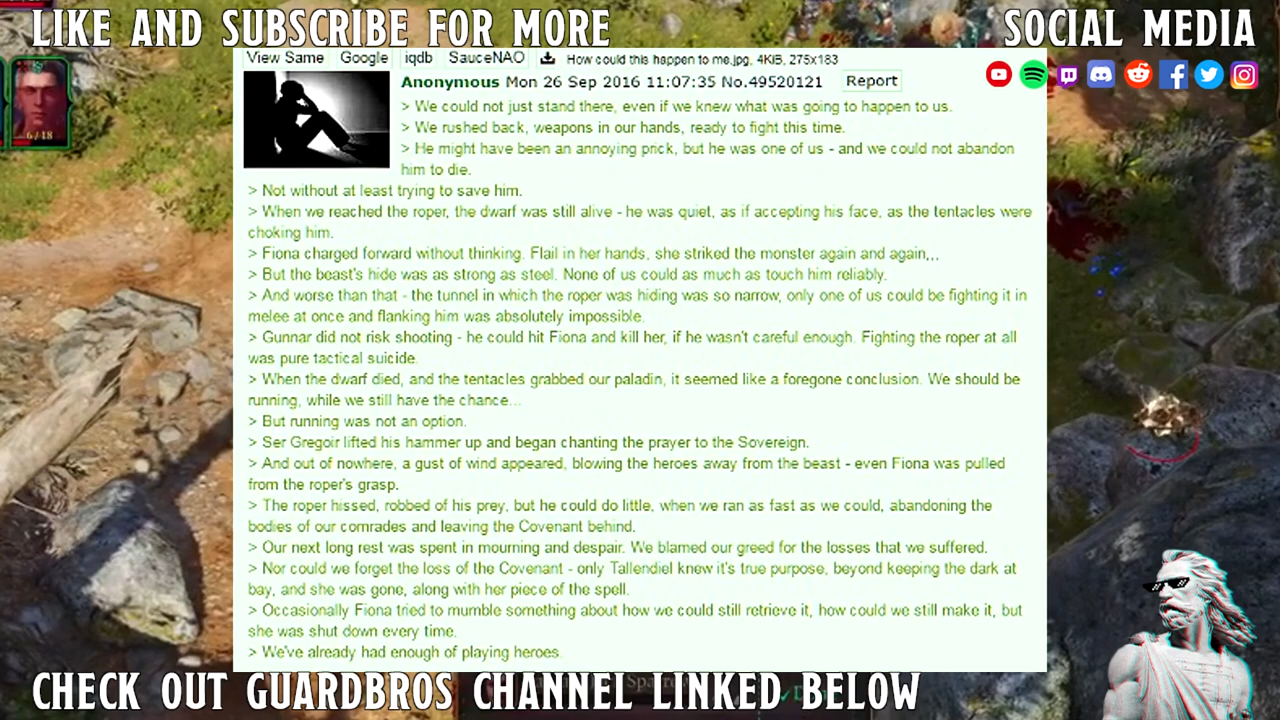 LIKE AND SUBSCRIBE FOR MORE
SOCIAL MEDIA
View Same Google iqdb SauceNAO How could this happen to me.jpg, 4KiB, 275x183
Anonymous Mon 26 Sep 2016 11:07:35 No.49520121 Report
> We could not just stand there, even if we knew what was going to happen to us.
> We rushed back, weapons in our hands, ready to fight this time.
> He might have been an annoying prick, but he was one of us - and we could not abandon
him to die.
> Not without at least trying to save him.
> When we reached the roper, the dwarf was still alive - he was quiet, as if accepting his face, as the tentacles were
choking him.
> Fiona charged forward without thinking. Flail in her hands, she striked the monster again and again,,,
> But the beast's hide was as strong as steel. None of us could as much as touch him reliably.
> And worse than that - the tunnel in which the roper was hiding was so narrow, only one of us could be fighting it in
melee at once and flanking him was absolutely impossible.
> Gunnar did not risk shooting - he could hit Fiona and kill her, if he wasn't careful enough. Fighting the roper at all
was pure tactical suicide.
> When the dwarf died, and the tentacles grabbed our paladin, it seemed like a foregone conclusion. We should be
running, while we still have the chance...
> But running was not an option.
> Ser Gregoir lifted his hammer up and began chanting the prayer to the Sovereign.
> And out of nowhere, a gust of wind appeared, blowing the heroes away from the beast - even Fiona was pulled
from the roper's grasp.
> The roper hissed, robbed of his prey, but he could do little, when we ran as fast as we could, abandoning the
bodies of our comrades and leaving the Covenant behind.
> Our next long rest was spent in mourning and despair. We blamed our greed for the losses that we suffered.
> Nor could we forget the loss of the Covenant - only Tallendiel knew it's true purpose, beyond keeping the dark at
bay, and she was gone, along with her piece of the spell.
> Occasionally Fiona tried to mumble something about how we could still retrieve it, how could we still make it, but
she was shut down every time.
> We've already had enough of playing heroes.
6/18
CHECK OUT GUARDBROS CHANNEL LINKED BELOW